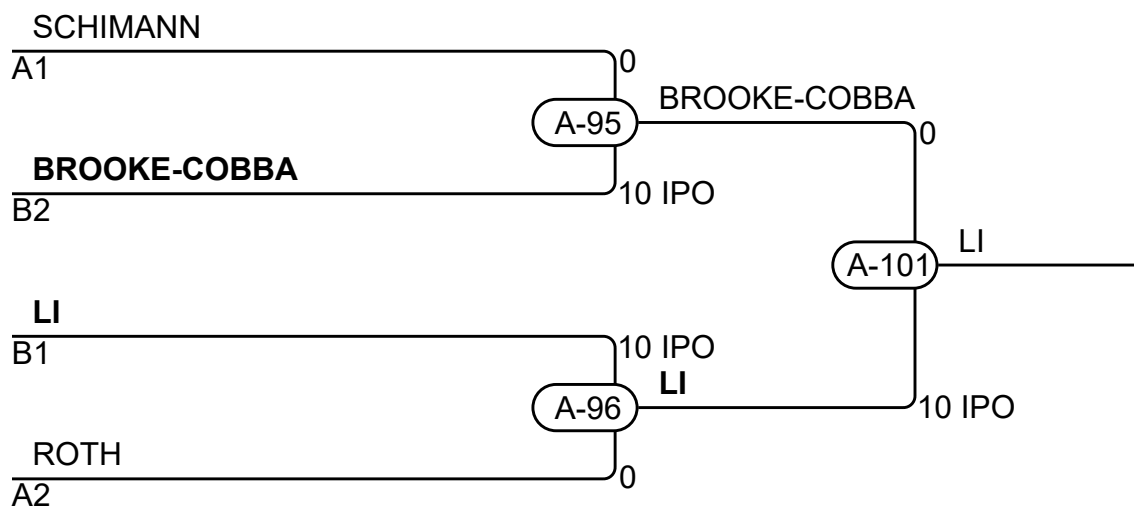 SCHIMANN
A1
0
A-95
BROOKE-COBBA
0
BROOKE-COBBA
B2
10 IPO
A-101
LI
LI
B1
10 IPO
LI
A-96
10 IPO
ROTH
A2
0